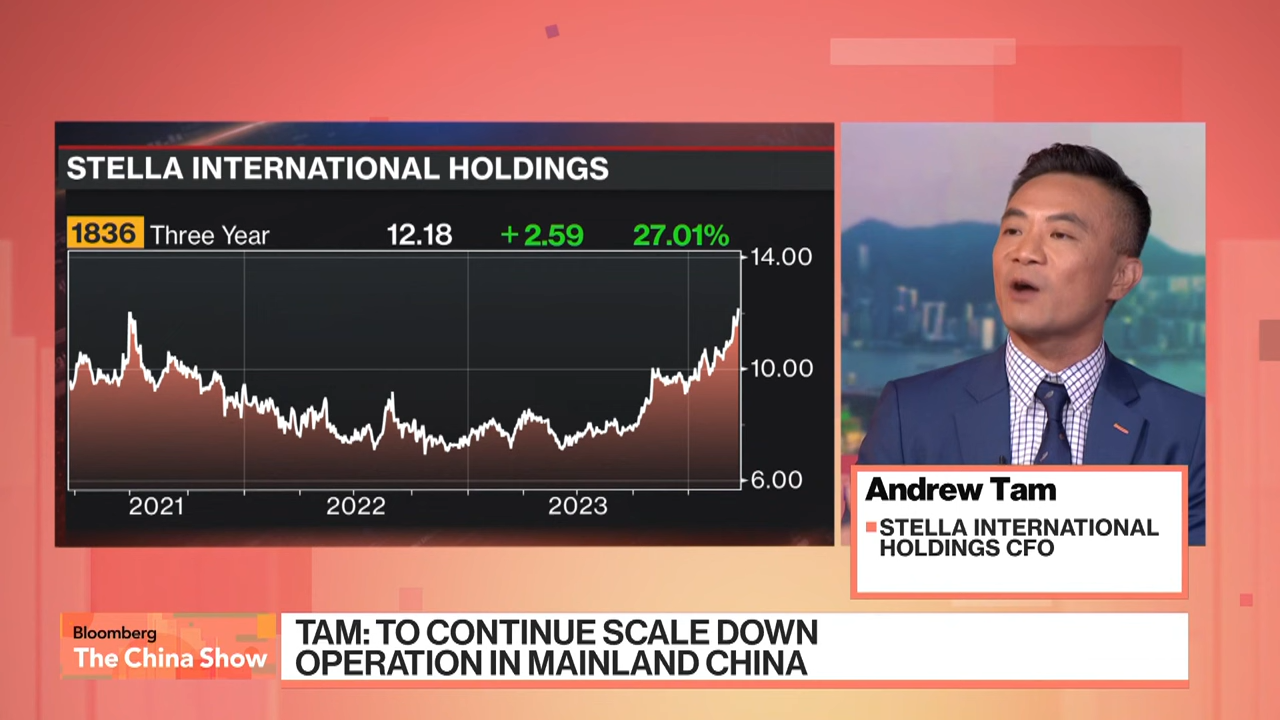 STELLA INTERNATIONAL HOLDINGS
1836 Three Year 12.18 +2.59 27.01%
14.00
10.00
6.00
2021 2022 2023
Andrew Tam
STELLA INTERNATIONAL
HOLDINGS CFO
Bloomberg
The China Show
TAM: TO CONTINUE SCALE DOWN
OPERATION IN MAINLAND CHINA